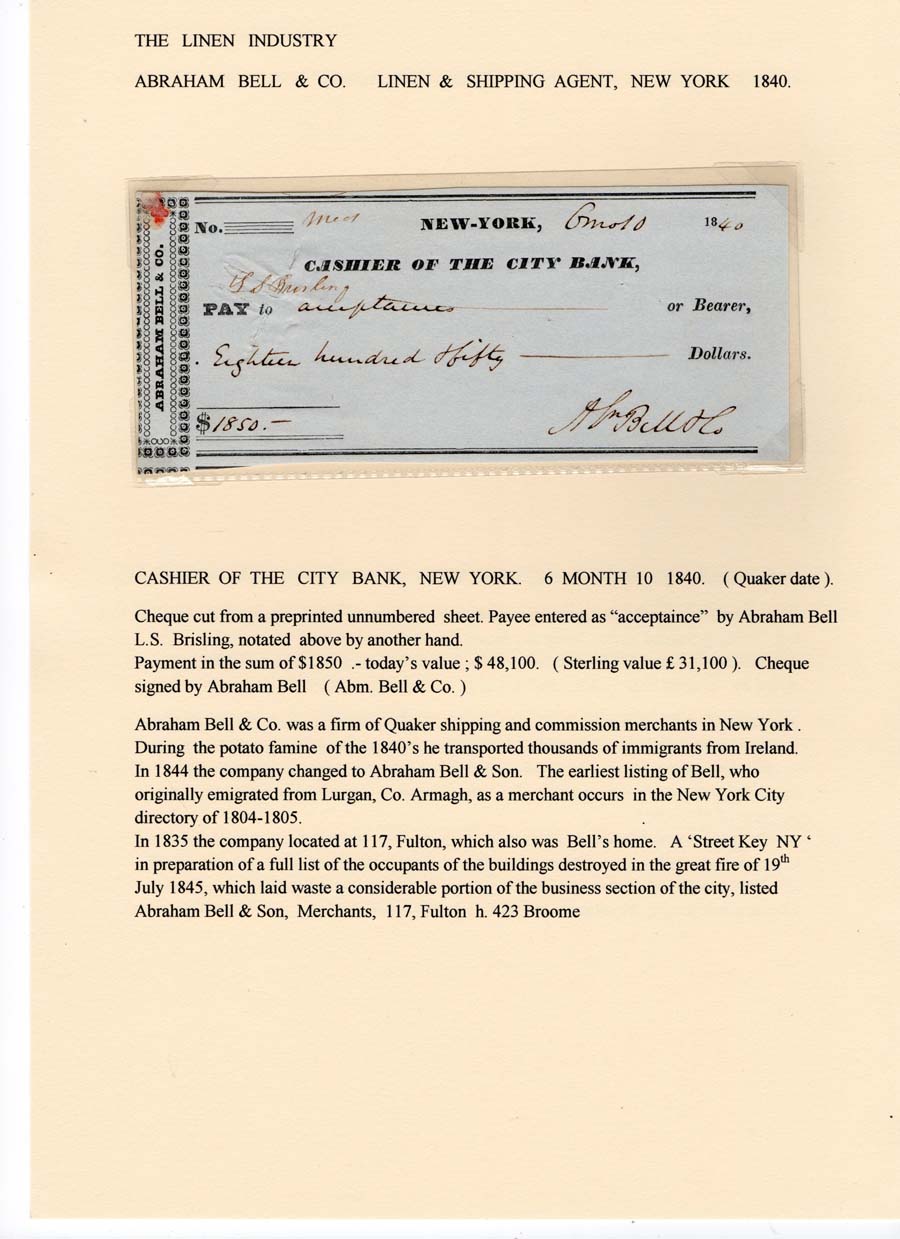 THE LINEN INDUSTRY
ABRAHAM BELL & CO. LINEN & SHIPPING AGENT, NEW YORK 1840.
ABRAHAM BELL & CO.
No. NEW-YORK, 6mo10 1840
CASHIER OF THE CITY BANK,
L S Brisling
PAY to acceptaince or Bearer,
Eighteen hundred & fifty Dollars.
$1850.-
Abm Bell & Co
CASHIER OF THE CITY BANK, NEW YORK. 6 MONTH 10 1840. ( Quaker date ).
Cheque cut from a preprinted unnumbered sheet. Payee entered as “acceptaince” by Abraham Bell
L.S. Brisling, notated above by another hand.
Payment in the sum of $1850 .- today’s value ; $ 48,100. ( Sterling value £ 31,100 ). Cheque
signed by Abraham Bell ( Abm. Bell & Co. )
Abraham Bell & Co. was a firm of Quaker shipping and commission merchants in New York .
During the potato famine of the 1840’s he transported thousands of immigrants from Ireland.
In 1844 the company changed to Abraham Bell & Son. The earliest listing of Bell, who
originally emigrated from Lurgan, Co. Armagh, as a merchant occurs in the New York City
directory of 1804-1805.
In 1835 the company located at 117, Fulton, which also was Bell’s home. A ‘Street Key NY ‘
in preparation of a full list of the occupants of the buildings destroyed in the great fire of 19th
July 1845, which laid waste a considerable portion of the business section of the city, listed
Abraham Bell & Son, Merchants, 117, Fulton h. 423 Broome